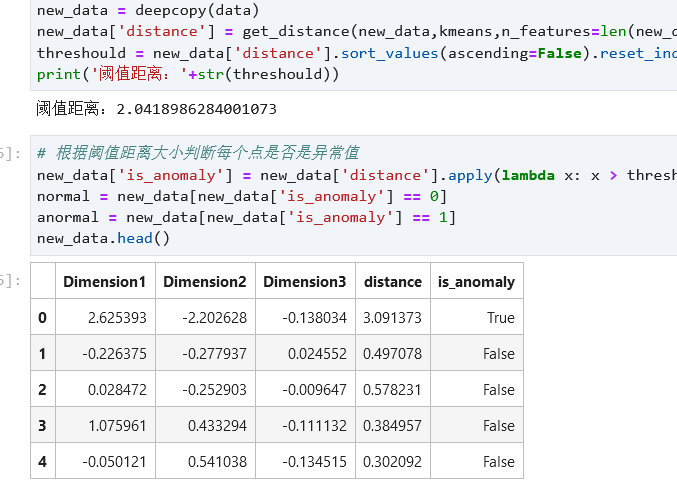 new_data = deepcopy(data)
new_data['distance'] = get_distance(new_data,kmeans,n_features=len(new_d
threshould = new_data['distance'].sort_values(ascending=False).reset_ind
print('阈值距离：'+str(threshould))
阈值距离：2.0418986284001073
5]:
# 根据阈值距离大小判断每个点是否是异常值
new_data['is_anomaly'] = new_data['distance'].apply(lambda x: x > thresh
normal = new_data[new_data['is_anomaly'] == 0]
anormal = new_data[new_data['is_anomaly'] == 1]
new_data.head()
5]:
Dimension1 Dimension2 Dimension3 distance is_anomaly
0 2.625393 -2.202628 -0.138034 3.091373 True
1 -0.226375 -0.277937 0.024552 0.497078 False
2 0.028472 -0.252903 -0.009647 0.578231 False
3 1.075961 0.433294 -0.111132 0.384957 False
4 -0.050121 0.541038 -0.134515 0.302092 False